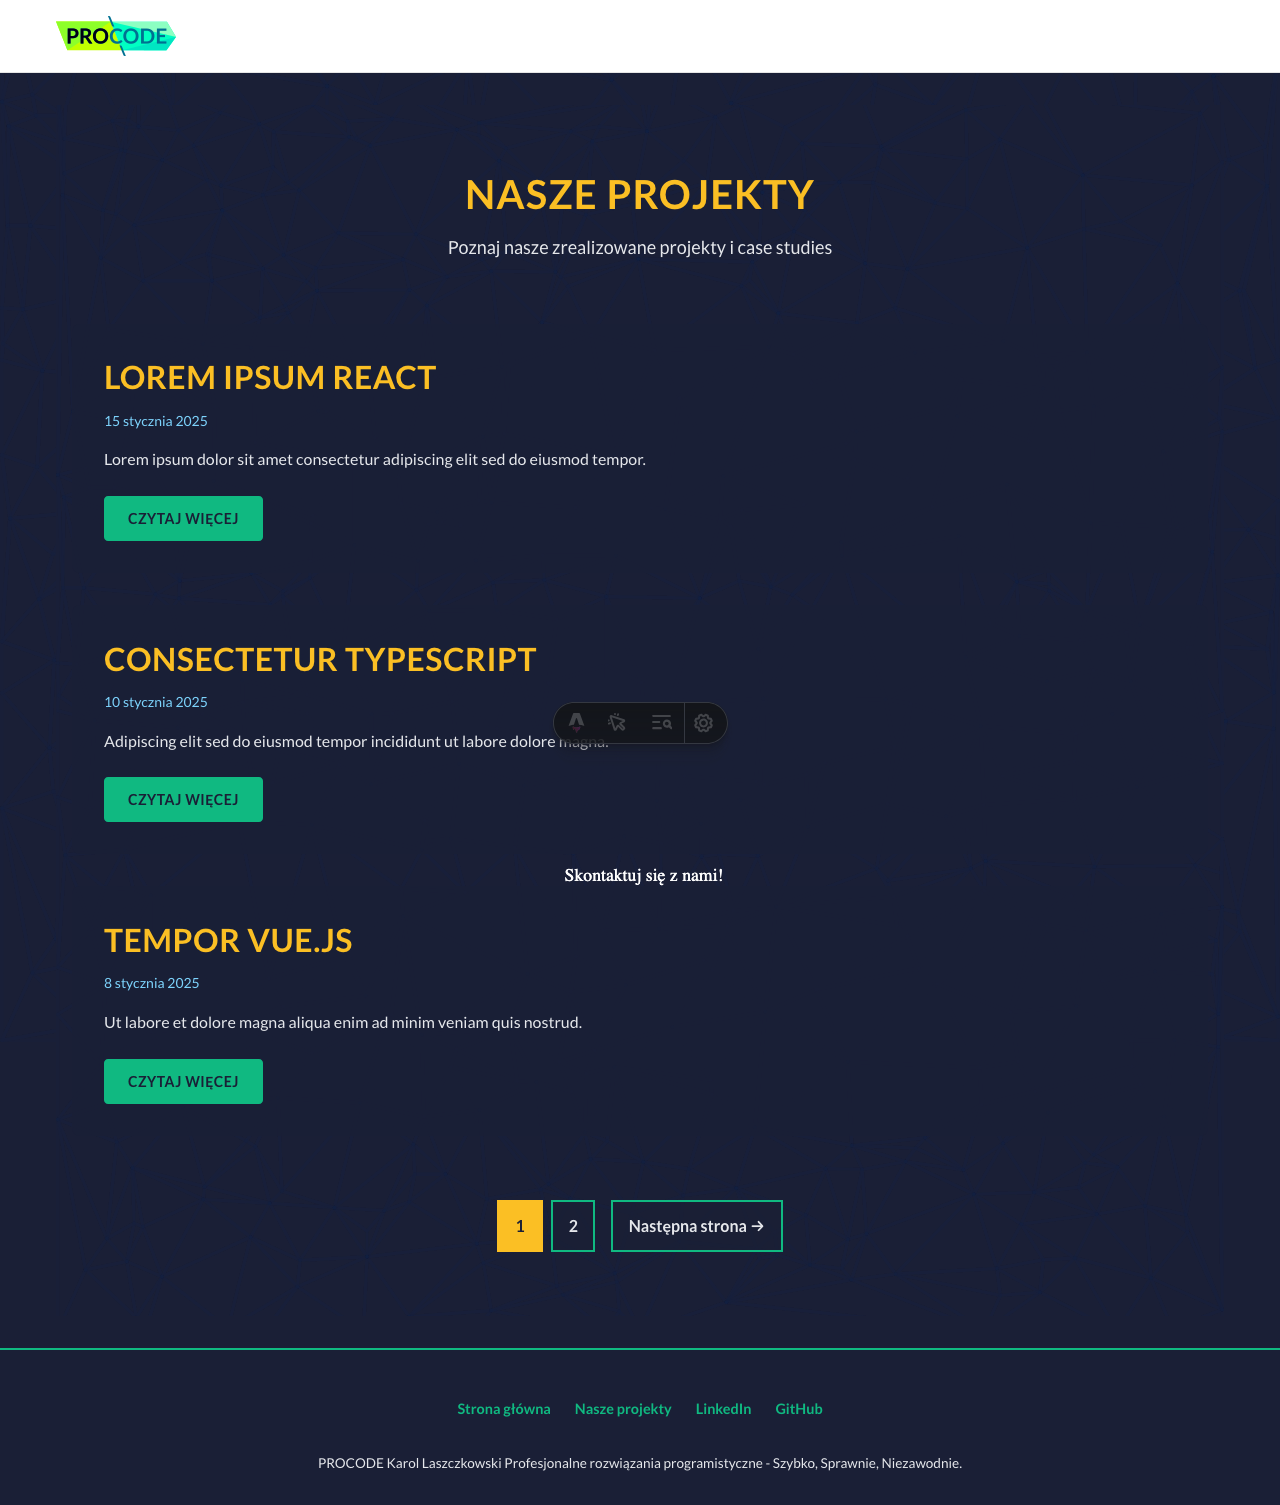 PROCODE
NASZE PROJEKTY
Poznaj nasze zrealizowane projekty i case studies
LOREM IPSUM REACT
15 stycznia 2025
Lorem ipsum dolor sit amet consectetur adipiscing elit sed do eiusmod tempor.
CZYTAJ WIĘCEJ
CONSECTETUR TYPESCRIPT
10 stycznia 2025
Adipiscing elit sed do eiusmod tempor incididunt ut labore dolore magna.
CZYTAJ WIĘCEJ
Skontaktuj się z nami!
TEMPOR VUE.JS
8 stycznia 2025
Ut labore et dolore magna aliqua enim ad minim veniam quis nostrud.
CZYTAJ WIĘCEJ
1 2 Następna strona →
Strona główna Nasze projekty LinkedIn GitHub
PROCODE Karol Laszczkowski Profesjonalne rozwiązania programistyczne - Szybko, Sprawnie, Niezawodnie.